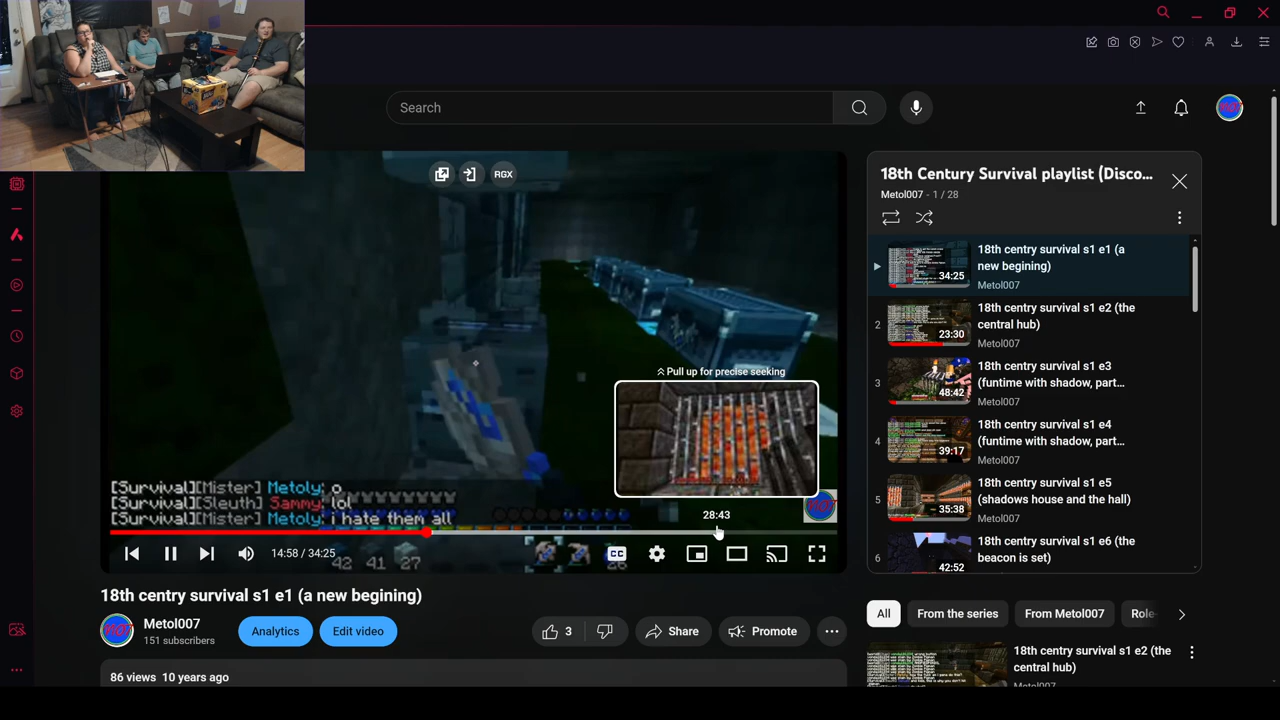 Search
RGX
Pull up for precise seeking
[Survival][Mister] Metoly: o
[Survival][Sleuth] Sammy: lol
[Survival][Mister] Metoly: i hate them all
28:43
14:58 / 34:25
CC
42 41 27
26
18th centry survival s1 e1 (a new begining)
Metol007
151 subscribers
Analytics
Edit video
3
Share
Promote
86 views 10 years ago
18th Century Survival playlist (Disco...
Metol007 - 1 / 28
18th centry survival s1 e1 (a
new begining)
34:25
Metol007
2
18th centry survival s1 e2 (the
central hub)
23:30
Metol007
3
18th centry survival s1 e3
(funtime with shadow, part...
48:42
Metol007
4
18th centry survival s1 e4
(funtime with shadow, part...
39:17
Metol007
5
18th centry survival s1 e5
(shadows house and the hall)
35:38
Metol007
6
18th centry survival s1 e6 (the
beacon is set)
42:52
All
From the series
From Metol007
Role-
18th centry survival s1 e2 (the
central hub)
Metol007